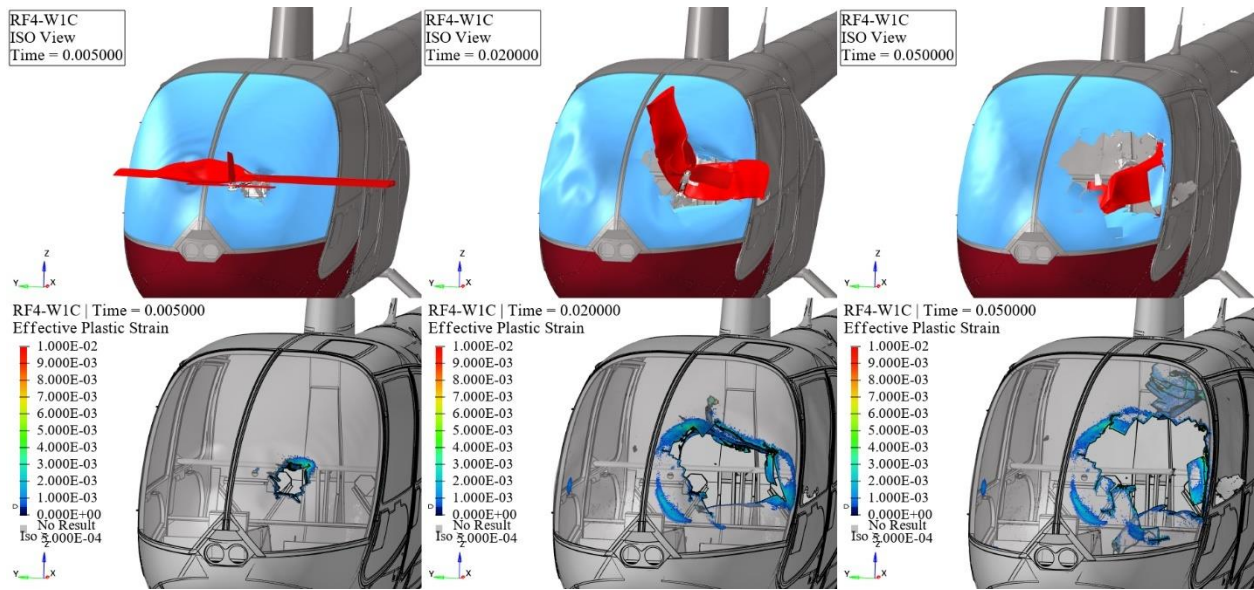 RF4-W1C
ISO View
Time = 0.005000
Z
Y
X
RF4-W1C
ISO View
Time = 0.020000
Z
Y
X
RF4-W1C
ISO View
Time = 0.050000
Z
Y
X
RF4-W1C | Time = 0.005000
Effective Plastic Strain
1.000E-02
9.000E-03
8.000E-03
7.000E-03
6.000E-03
5.000E-03
4.000E-03
3.000E-03
2.000E-03
1.000E-03
0.000E+00
No Result
Z
Y
X
RF4-W1C | Time = 0.020000
Effective Plastic Strain
1.000E-02
9.000E-03
8.000E-03
7.000E-03
6.000E-03
5.000E-03
4.000E-03
3.000E-03
2.000E-03
1.000E-03
0.000E+00
No Result
Z
Y
X
RF4-W1C | Time = 0.050000
Effective Plastic Strain
1.000E-02
9.000E-03
8.000E-03
7.000E-03
6.000E-03
5.000E-03
4.000E-03
3.000E-03
2.000E-03
1.000E-03
0.000E+00
No Result
Z
Y
X